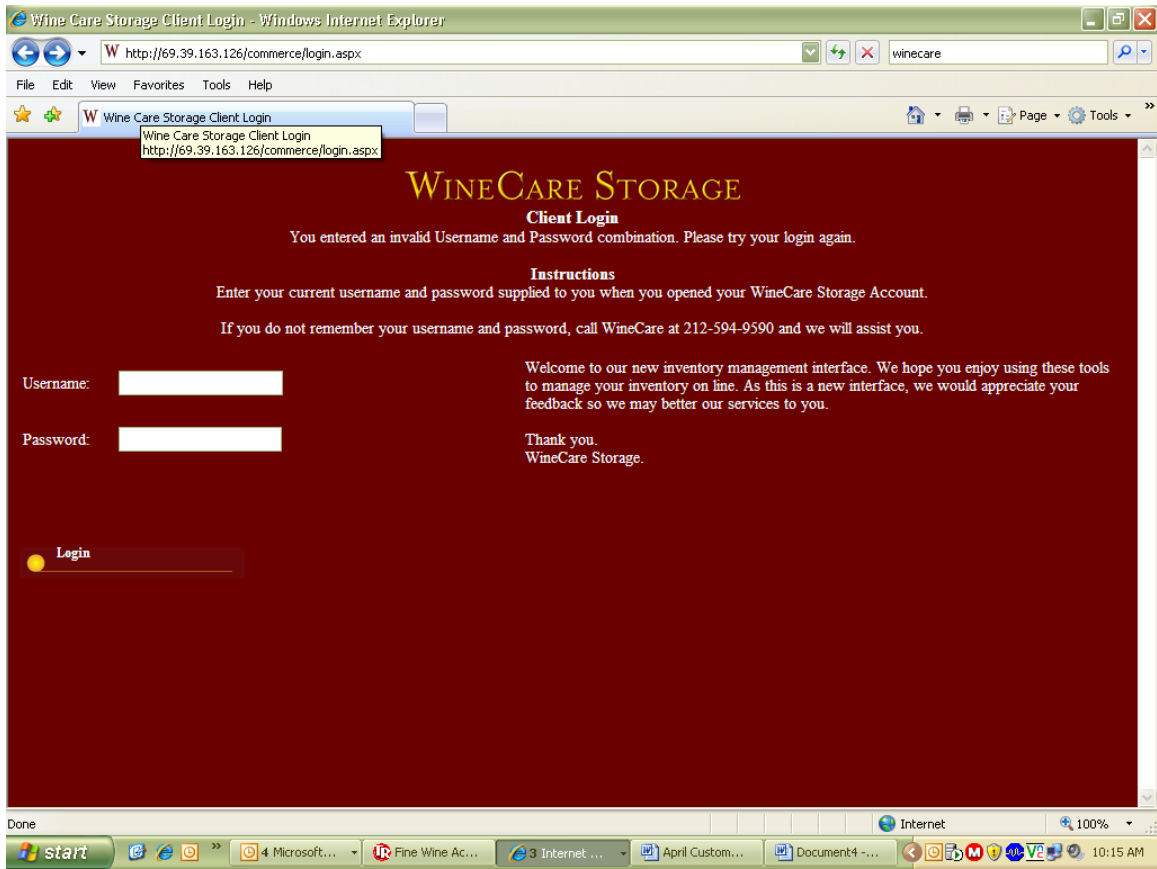 Wine Care Storage Client Login - Windows Internet Explorer
W http://69.39.163.126/commerce/login.aspx
winecare
File Edit View Favorites Tools Help
W Wine Care Storage Client Login
Page Tools »
Wine Care Storage Client Login
http://69.39.163.126/commerce/login.aspx
WINECARE STORAGE
Client Login
You entered an invalid Username and Password combination. Please try your login again.
Instructions
Enter your current username and password supplied to you when you opened your WineCare Storage Account.
If you do not remember your username and password, call WineCare at 212-594-9590 and we will assist you.
Welcome to our new inventory management interface. We hope you enjoy using these tools
Username:
to manage your inventory on line. As this is a new interface, we would appreciate your
feedback so we may better our services to you.
Password:
Thank you.
WineCare Storage.
Login
Done
Internet
100%
start
»
4 Microsoft...
Fine Wine Ac...
3 Internet ...
April Custom...
Document4 -...
10:15 AM